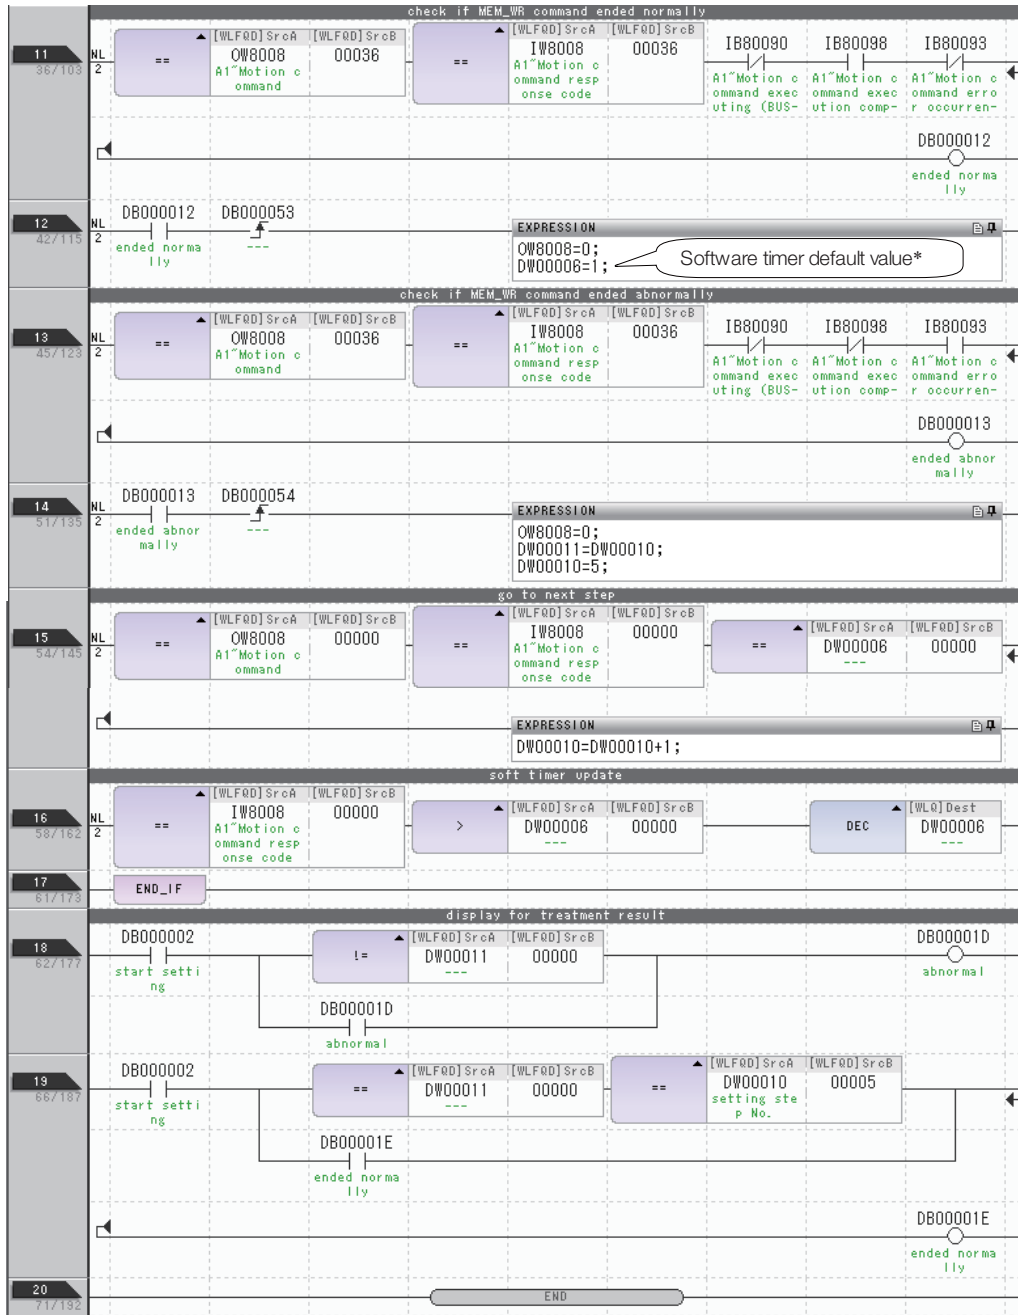 check if MEM_WR command ended normally
11
36/103
NL
2
==
[WLFQD]SrcA [WLFQD]SrcB
OW8008 00036
A1"Motion c
ommand
==
[WLFQD]SrcA [WLFQD]SrcB
IW8008 00036
A1"Motion c
ommand resp
onse code
IB80090 IB80098 IB80093
A1"Motion c A1"Motion c A1"Motion c
ommand exec ommand exec ommand erro
uting (BUS- ution comp- r occurren-
DB000012
ended norma
lly
12
42/115
NL
2
DB000012 DB000053
ended norma
lly
---
EXPRESSION
OW8008=0;
DW00006=1;
Software timer default value*
check if MEM_WR command ended abnormally
13
45/123
NL
2
==
[WLFQD]SrcA [WLFQD]SrcB
OW8008 00036
A1"Motion c
ommand
==
[WLFQD]SrcA [WLFQD]SrcB
IW8008 00036
A1"Motion c
ommand resp
onse code
IB80090 IB80098 IB80093
A1"Motion c A1"Motion c A1"Motion c
ommand exec ommand exec ommand erro
uting (BUS- ution comp- r occurren-
DB000013
ended abnor
mally
14
51/135
NL
2
DB000013 DB000054
ended abnor
mally
---
EXPRESSION
OW8008=0;
DW00011=DW00010;
DW00010=5;
go to next step
15
54/145
NL
2
==
[WLFQD]SrcA [WLFQD]SrcB
OW8008 00000
A1"Motion c
ommand
==
[WLFQD]SrcA [WLFQD]SrcB
IW8008 00000
A1"Motion c
ommand resp
onse code
==
[WLFQD]SrcA [WLFQD]SrcB
DW00006 00000
---
EXPRESSION
DW00010=DW00010+1;
soft timer update
16
58/162
NL
2
==
[WLFQD]SrcA [WLFQD]SrcB
IW8008 00000
A1"Motion c
ommand resp
onse code
>
[WLFQD]SrcA [WLFQD]SrcB
DW00006 00000
---
DEC
[WLQ]Dest
DW00006
---
17
61/173
END_IF
display for treatment result
18
62/177
DB000002
start setti
ng
!=
[WLFQD]SrcA [WLFQD]SrcB
DW00011 00000
---
DB00001D
abnormal
DB00001D
abnormal
19
66/187
DB000002
start setti
ng
==
[WLFQD]SrcA [WLFQD]SrcB
DW00011 00000
---
==
[WLFQD]SrcA [WLFQD]SrcB
DW00010 00005
setting ste
p No.
DB00001E
ended norma
lly
DB00001E
ended norma
lly
20
71/192
END